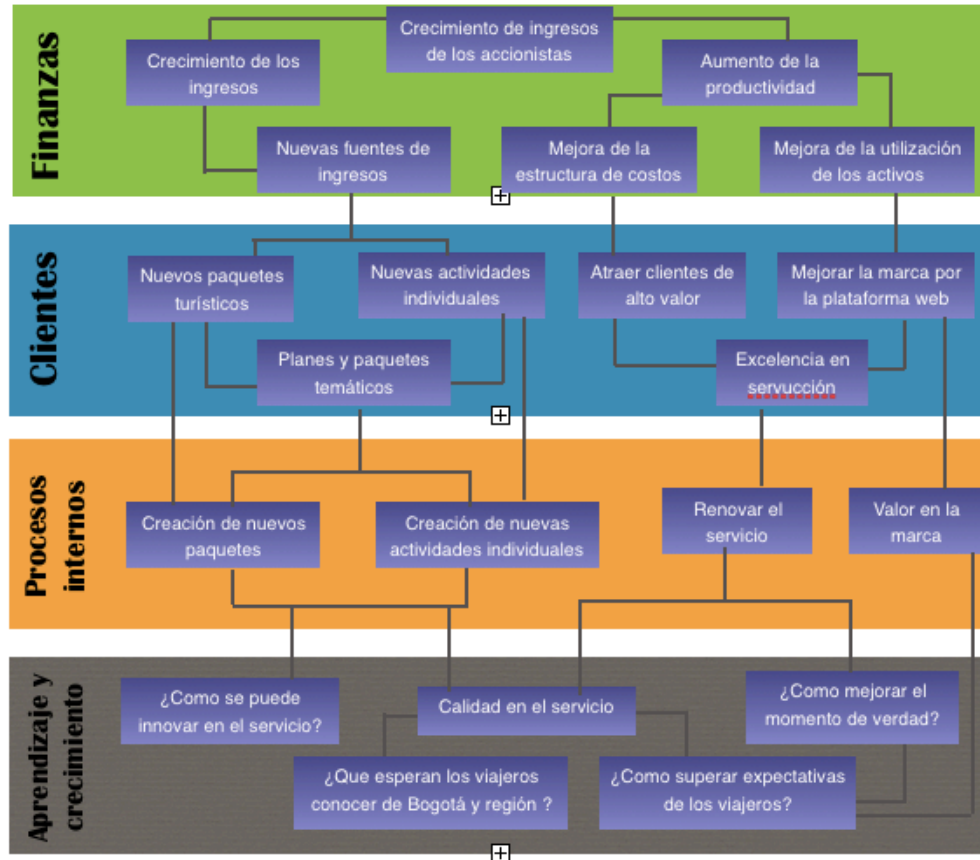 Finanzas
Crecimiento de ingresos
de los accionistas
Crecimiento de los
ingresos
Aumento de la
productividad
Nuevas fuentes de
ingresos
Mejora de la
estructura de costos
Mejora de la utilización
de los activos
Clientes
Nuevos paquetes
turísticos
Nuevas actividades
individuales
Atraer clientes de
alto valor
Mejorar la marca por
la plataforma web
Planes y paquetes
temáticos
Excelencia en
servucción
Procesos
internos
Creación de nuevos
paquetes
Creación de nuevas
actividades individuales
Renovar el
servicio
Valor en la
marca
Aprendizaje y
crecimiento
¿Como se puede
innovar en el servicio?
Calidad en el servicio
¿Como mejorar el
momento de verdad?
¿Que esperan los viajeros
conocer de Bogotá y región ?
¿Como superar expectativas
de los viajeros?